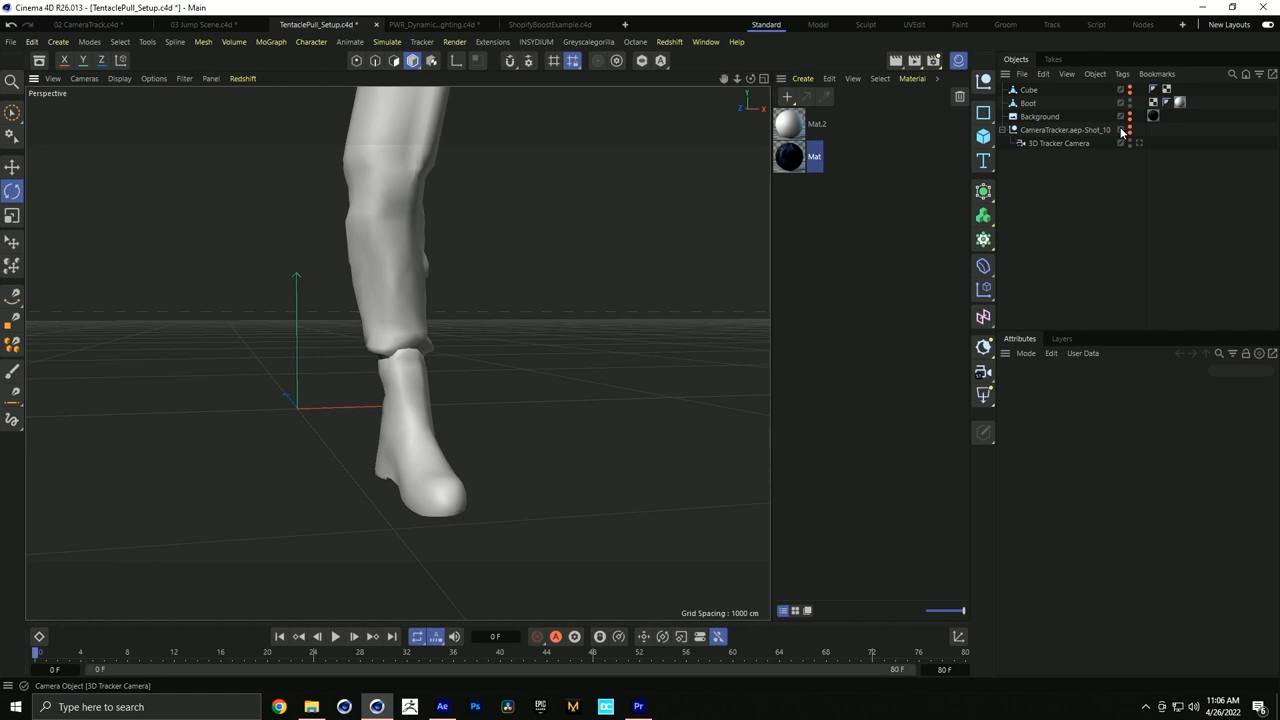 Cinema 4D R26.013 - [TentaclePull_Setup.c4d *] - Main
02 CameraTrack.c4d *
03 Jump Scene.c4d *
TentaclePull_Setup.c4d *
PWR_Dynamic...ghting.c4d *
ShopifyBoostExample.c4d
Standard
Model
Sculpt
UVEdit
Paint
Groom
Track
Script
Nodes
New Layouts
File Edit Create Modes Select Tools Spline Mesh Volume MoGraph Character Animate Simulate Tracker Render Extensions INSYDIUM Greyscalegorilla Octane Redshift Window Help
Objects Takes
View Cameras Display Options Filter Panel Redshift
Create Edit View Select Material
File Edit View Object Tags Bookmarks
Perspective
Cube
Boot
Background
CameraTracker.aep-Shot_10
3D Tracker Camera
Mat.2
Mat
Attributes Layers
Mode Edit User Data
Grid Spacing : 1000 cm
0 F
0 4 8 12 16 20 24 28 32 36 40 44 48 52 56 60 64 68 72 76 80
0 F 0 F 80 F 80 F
Camera Object [3D Tracker Camera]
Type here to search
11:06 AM
4/26/2022